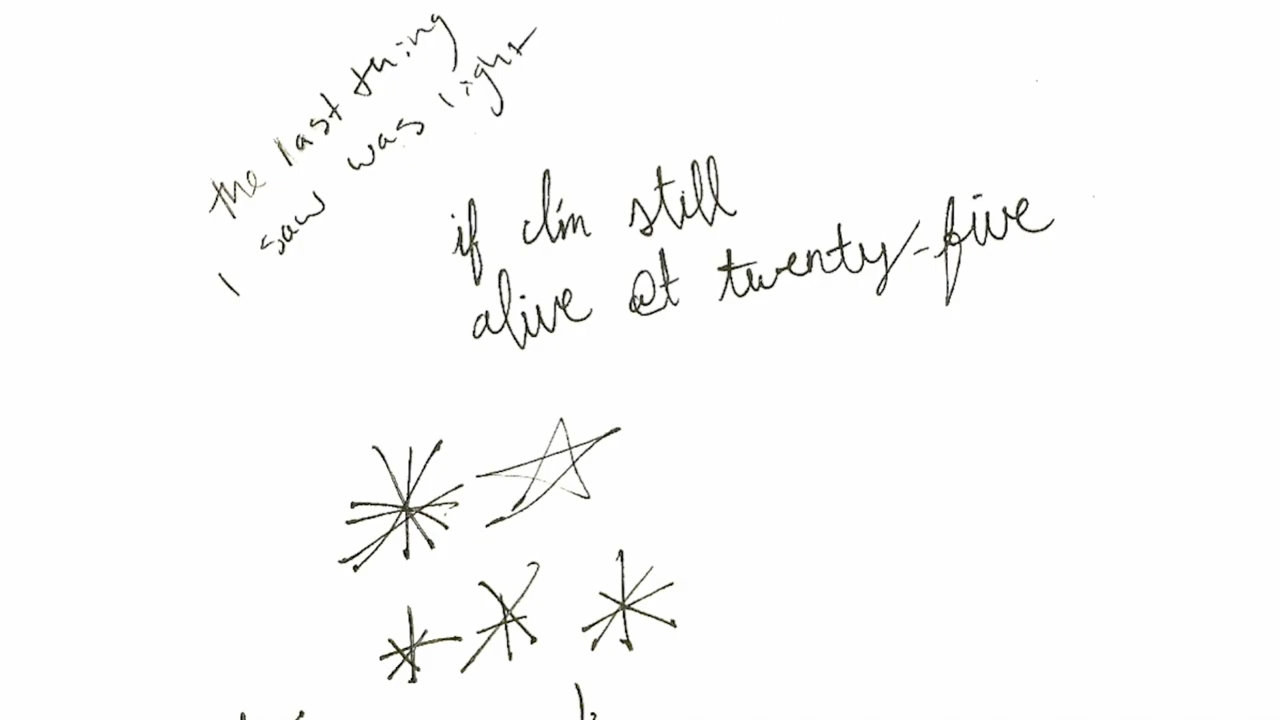 the last thing
I saw was light
if I'm still
alive at twenty-five